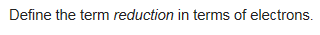 Define the term reduction in terms of electrons.